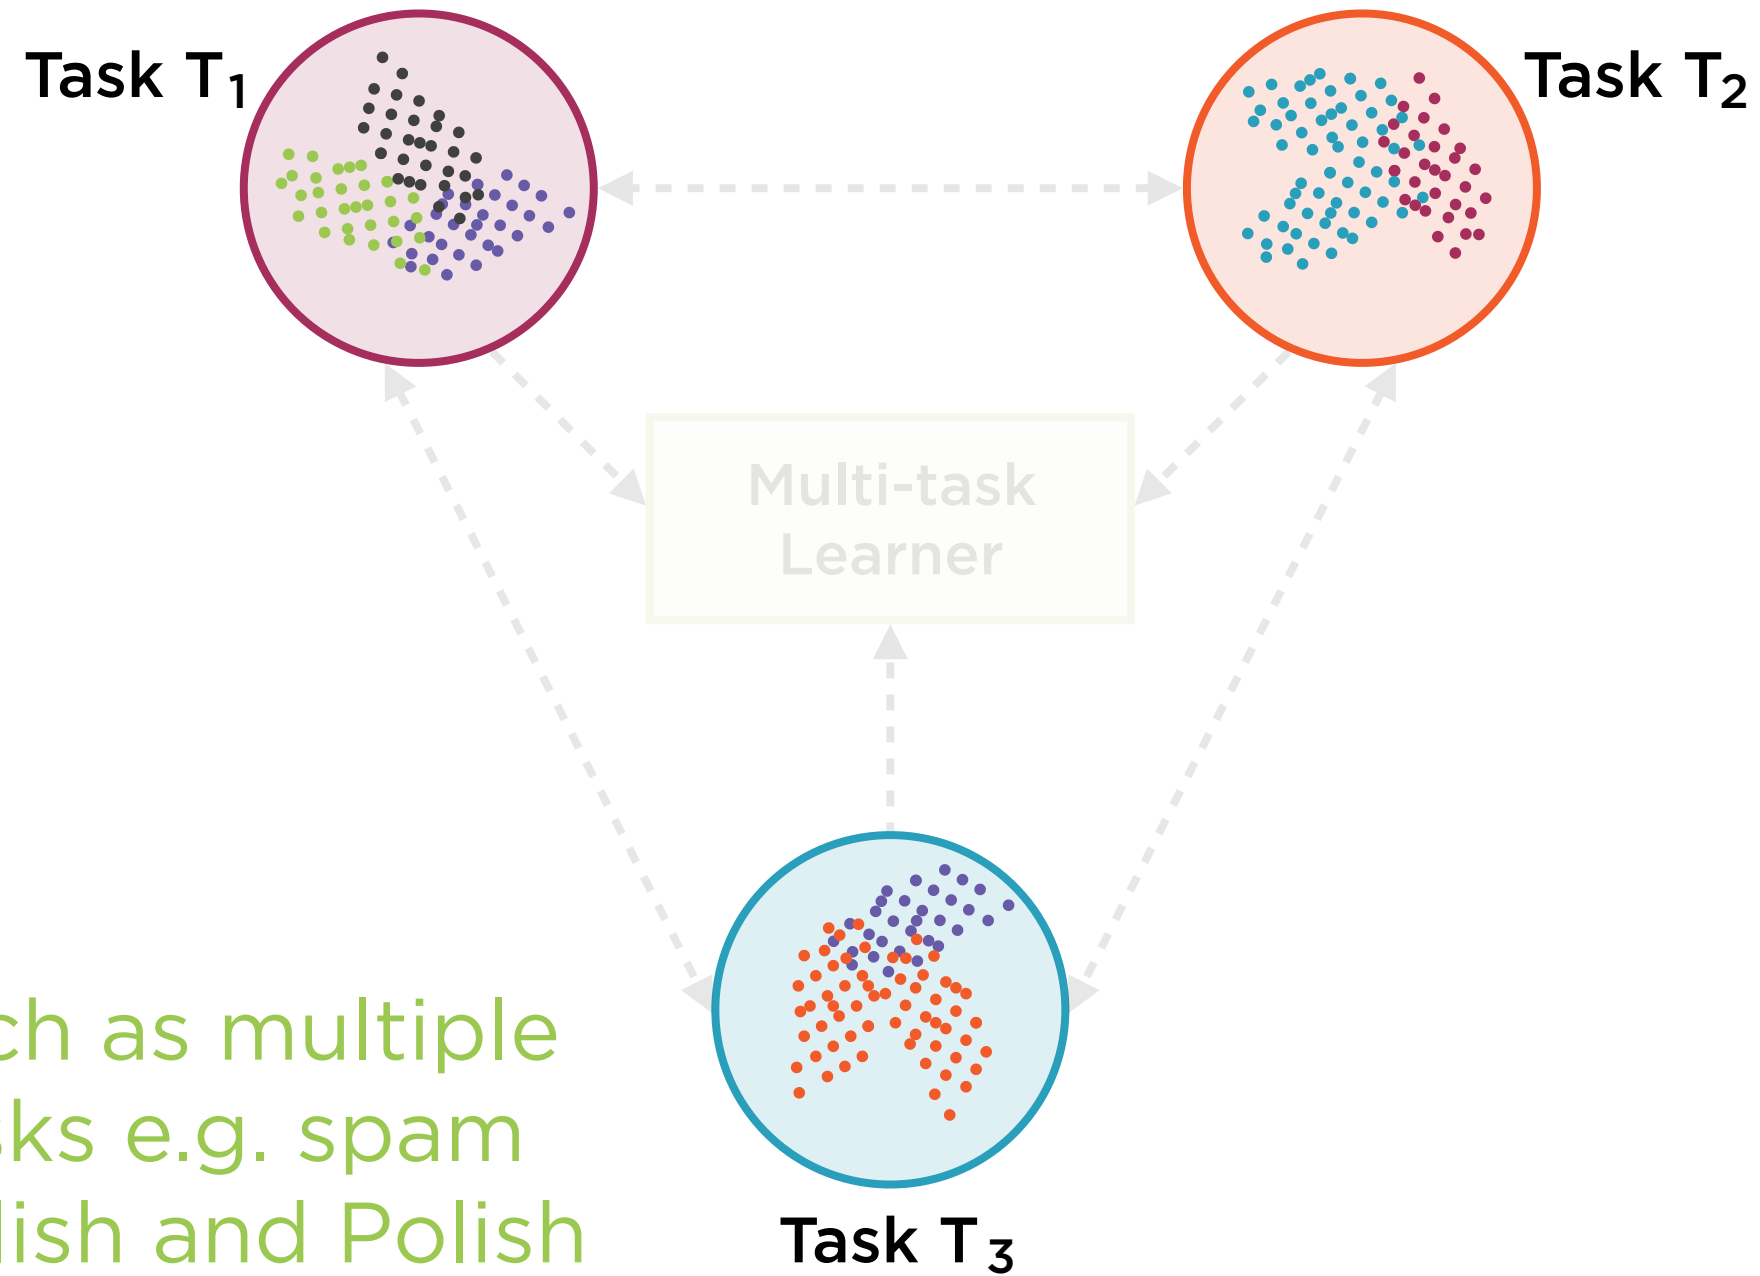 Task T1
Task T2
Multi-task
Learner
ch as multiple
sks e.g. spam
lish and Polish
Task T3